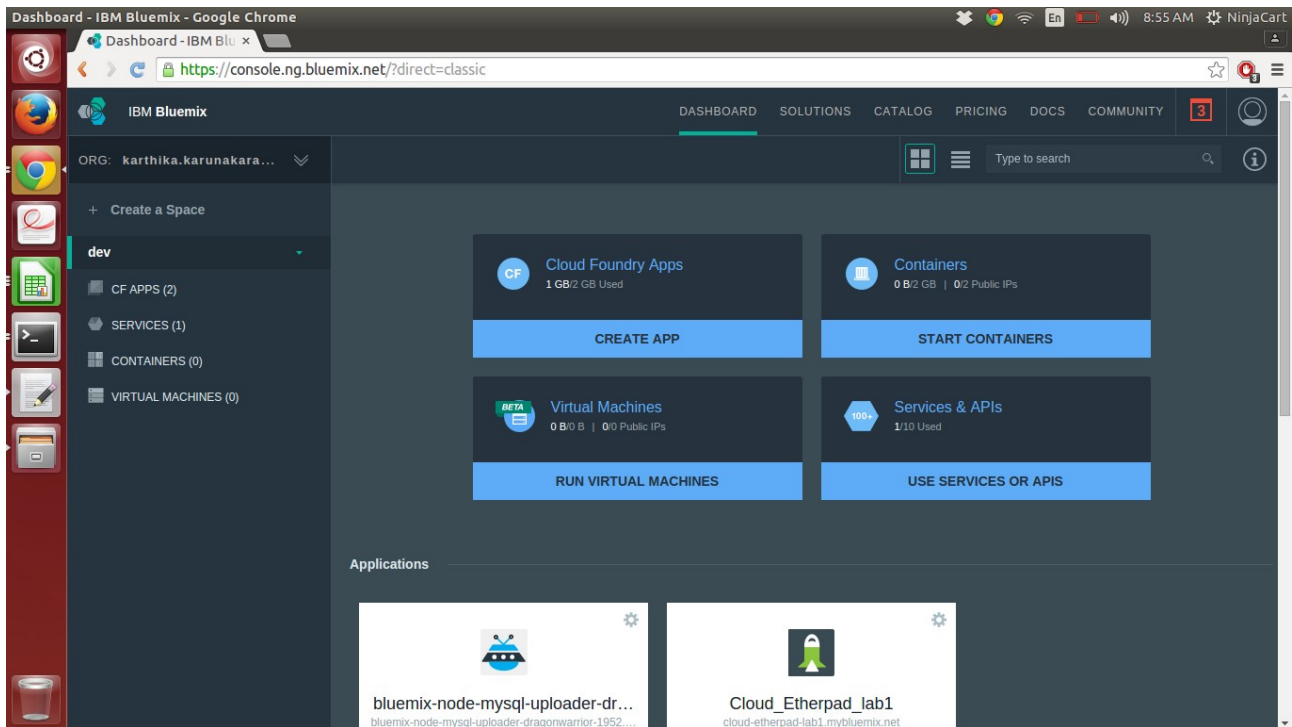 Dashboard - IBM Bluemix - Google Chrome
En
8:55 AM
NinjaCart
Dashboard - IBM Blu ×
https://console.ng.bluemix.net/?direct=classic
3
IBM Bluemix
DASHBOARD SOLUTIONS CATALOG PRICING DOCS COMMUNITY
3
ORG: karthika.karunakara...
Type to search
+ Create a Space
dev
CF APPS (2)
SERVICES (1)
CONTAINERS (0)
VIRTUAL MACHINES (0)
CF
Cloud Foundry Apps
1 GB/2 GB Used
CREATE APP
Containers
0 B/2 GB | 0/2 Public IPs
START CONTAINERS
BETA
Virtual Machines
0 B/0 B | 0/0 Public IPs
RUN VIRTUAL MACHINES
100+
Services & APIs
1/10 Used
USE SERVICES OR APIS
Applications
bluemix-node-mysql-uploader-dr...
bluemix-node-mysql-uploader-dragonwarrior-1952....
Cloud_Etherpad_lab1
cloud-etherpad-lab1.mybluemix.net